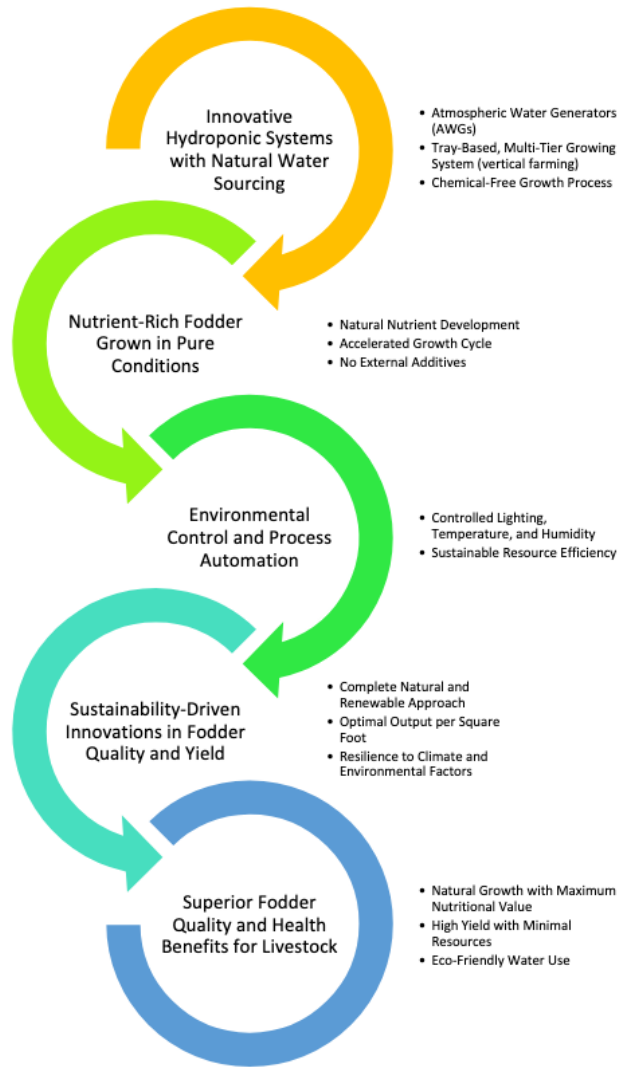 Innovative
Hydroponic Systems
with Natural Water
Sourcing
• Atmospheric Water Generators
(AWGs)
• Tray-Based, Multi-Tier Growing
System (vertical farming)
• Chemical-Free Growth Process
Nutrient-Rich Fodder
Grown in Pure
Conditions
• Natural Nutrient Development
• Accelerated Growth Cycle
• No External Additives
Environmental
Control and Process
Automation
• Controlled Lighting,
Temperature, and Humidity
• Sustainable Resource Efficiency
Sustainability-Driven
Innovations in Fodder
Quality and Yield
• Complete Natural and
Renewable Approach
• Optimal Output per Square
Foot
• Resilience to Climate and
Environmental Factors
Superior Fodder
Quality and Health
Benefits for Livestock
• Natural Growth with Maximum
Nutritional Value
• High Yield with Minimal
Resources
• Eco-Friendly Water Use